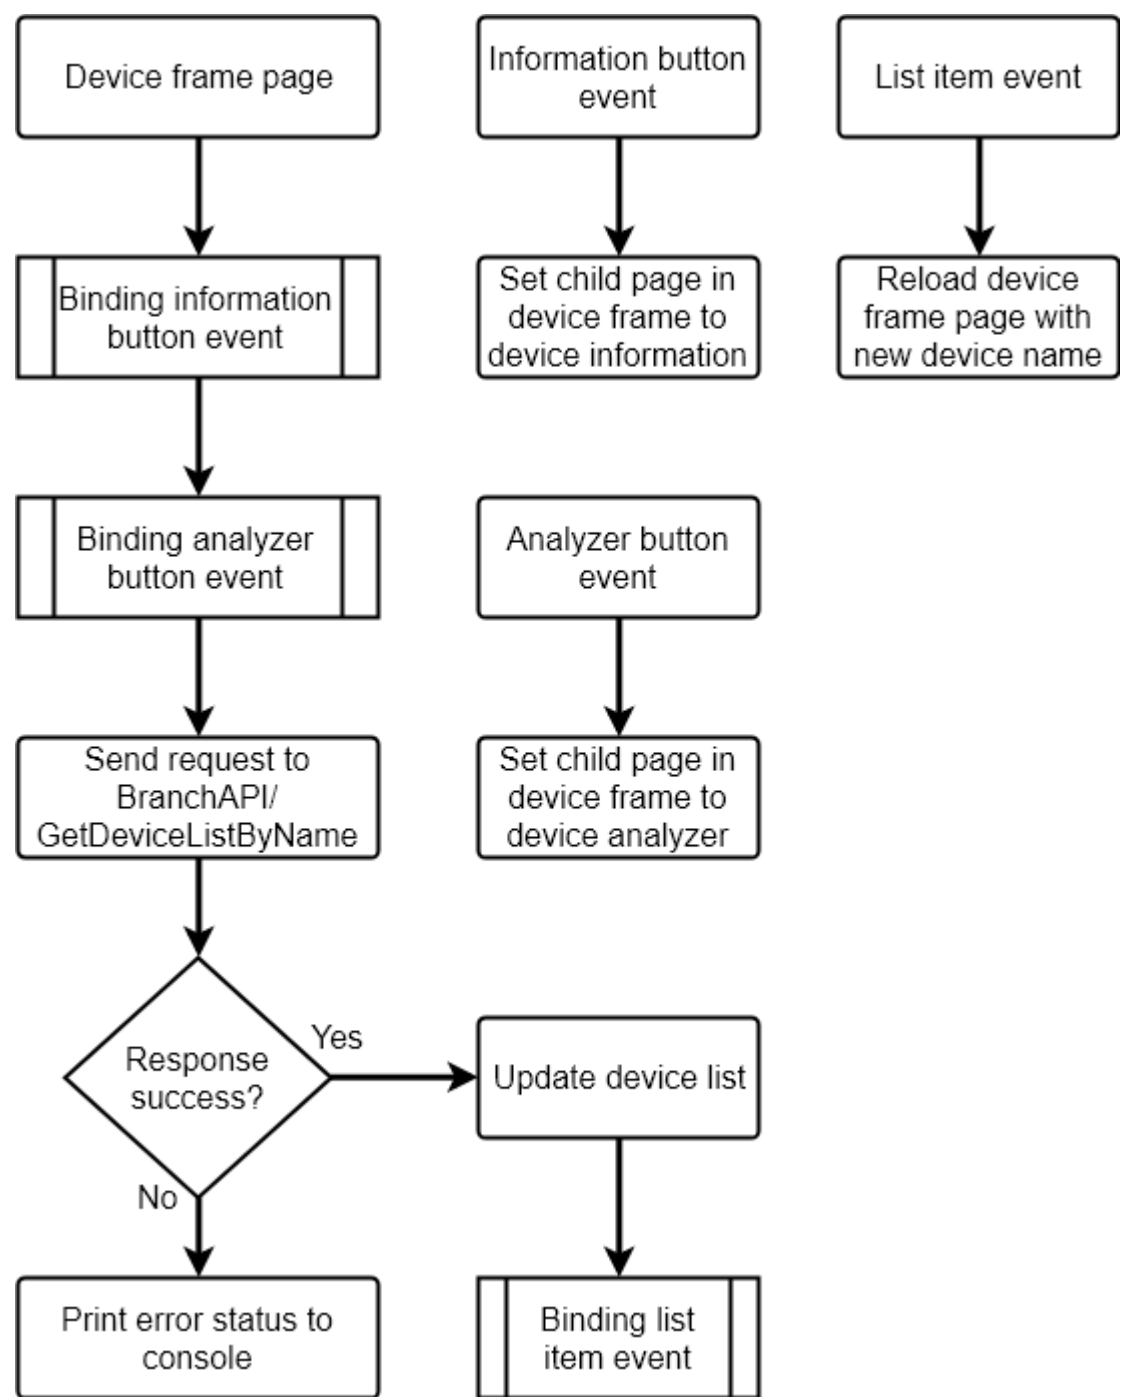 Device frame page
Information button
event
List item event
Binding information
button event
Set child page in
device frame to
device information
Reload device
frame page with
new device name
Binding analyzer
button event
Analyzer button
event
Send request to
BranchAPI/
GetDeviceListByName
Set child page in
device frame to
device analyzer
Response
success?
Yes
Update device list
No
Print error status to
console
Binding list
item event